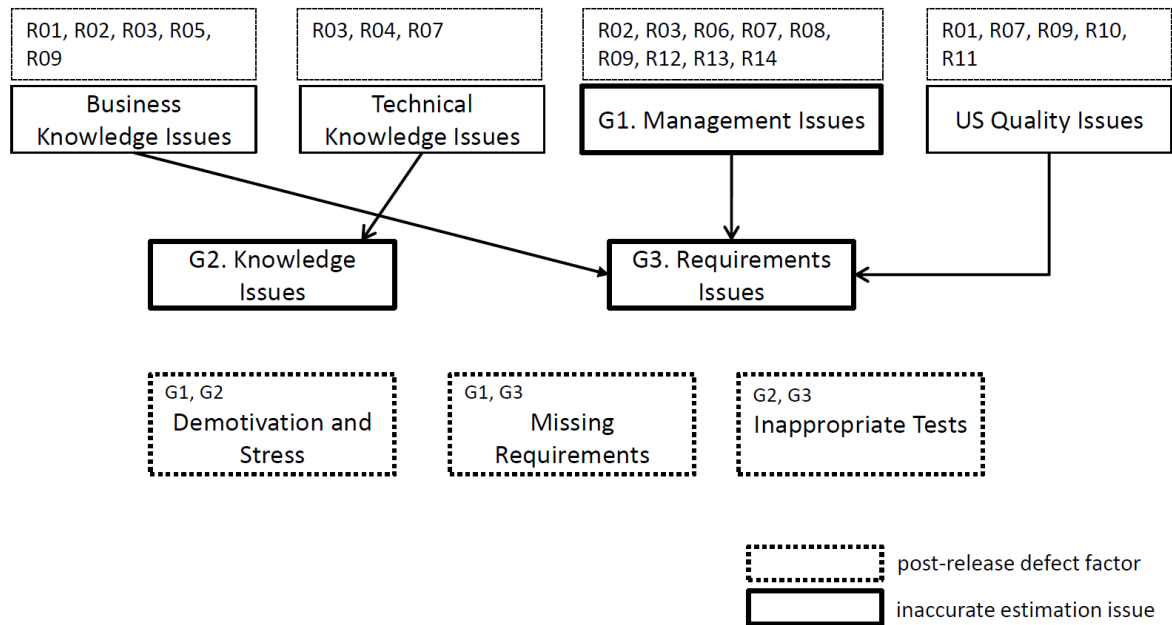 R01, R02, R03, R05,
R09
R03, R04, R07
R02, R03, R06, R07, R08,
R09, R12, R13, R14
R01, R07, R09, R10,
R11
Business
Knowledge Issues
Technical
Knowledge Issues
G1. Management Issues
US Quality Issues
G2. Knowledge
Issues
G3. Requirements
Issues
G1, G2
Demotivation and
Stress
G1, G3
Missing
Requirements
G2, G3
Inappropriate Tests
post-release defect factor
inaccurate estimation issue